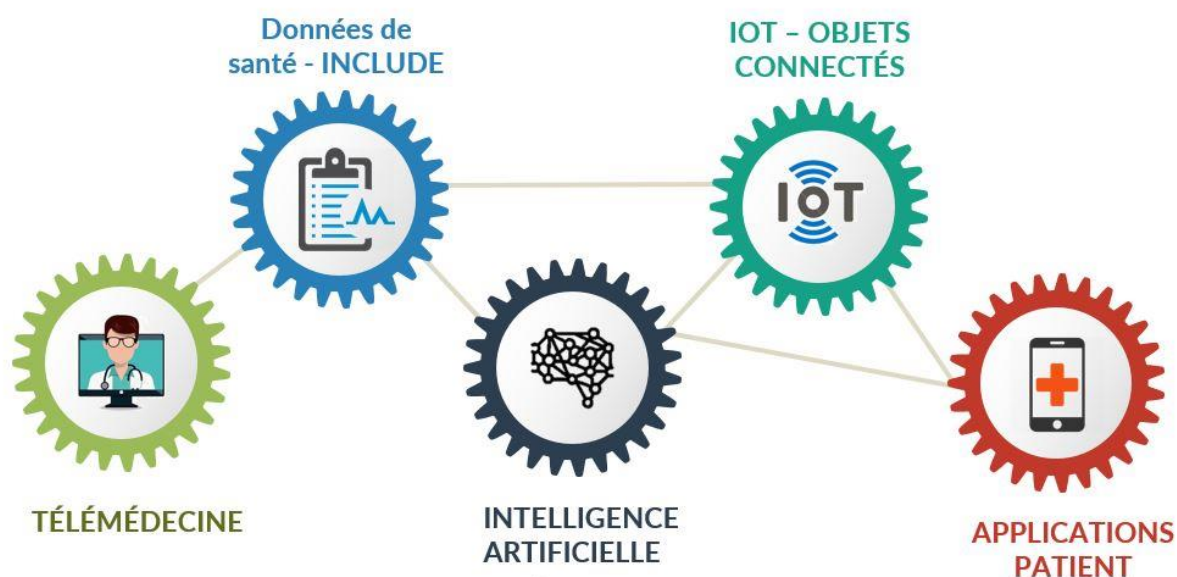 Données de
santé - INCLUDE
IOT – OBJETS
CONNECTÉS
IoT
TÉLÉMÉDECINE
INTELLIGENCE
ARTIFICIELLE
APPLICATIONS
PATIENT